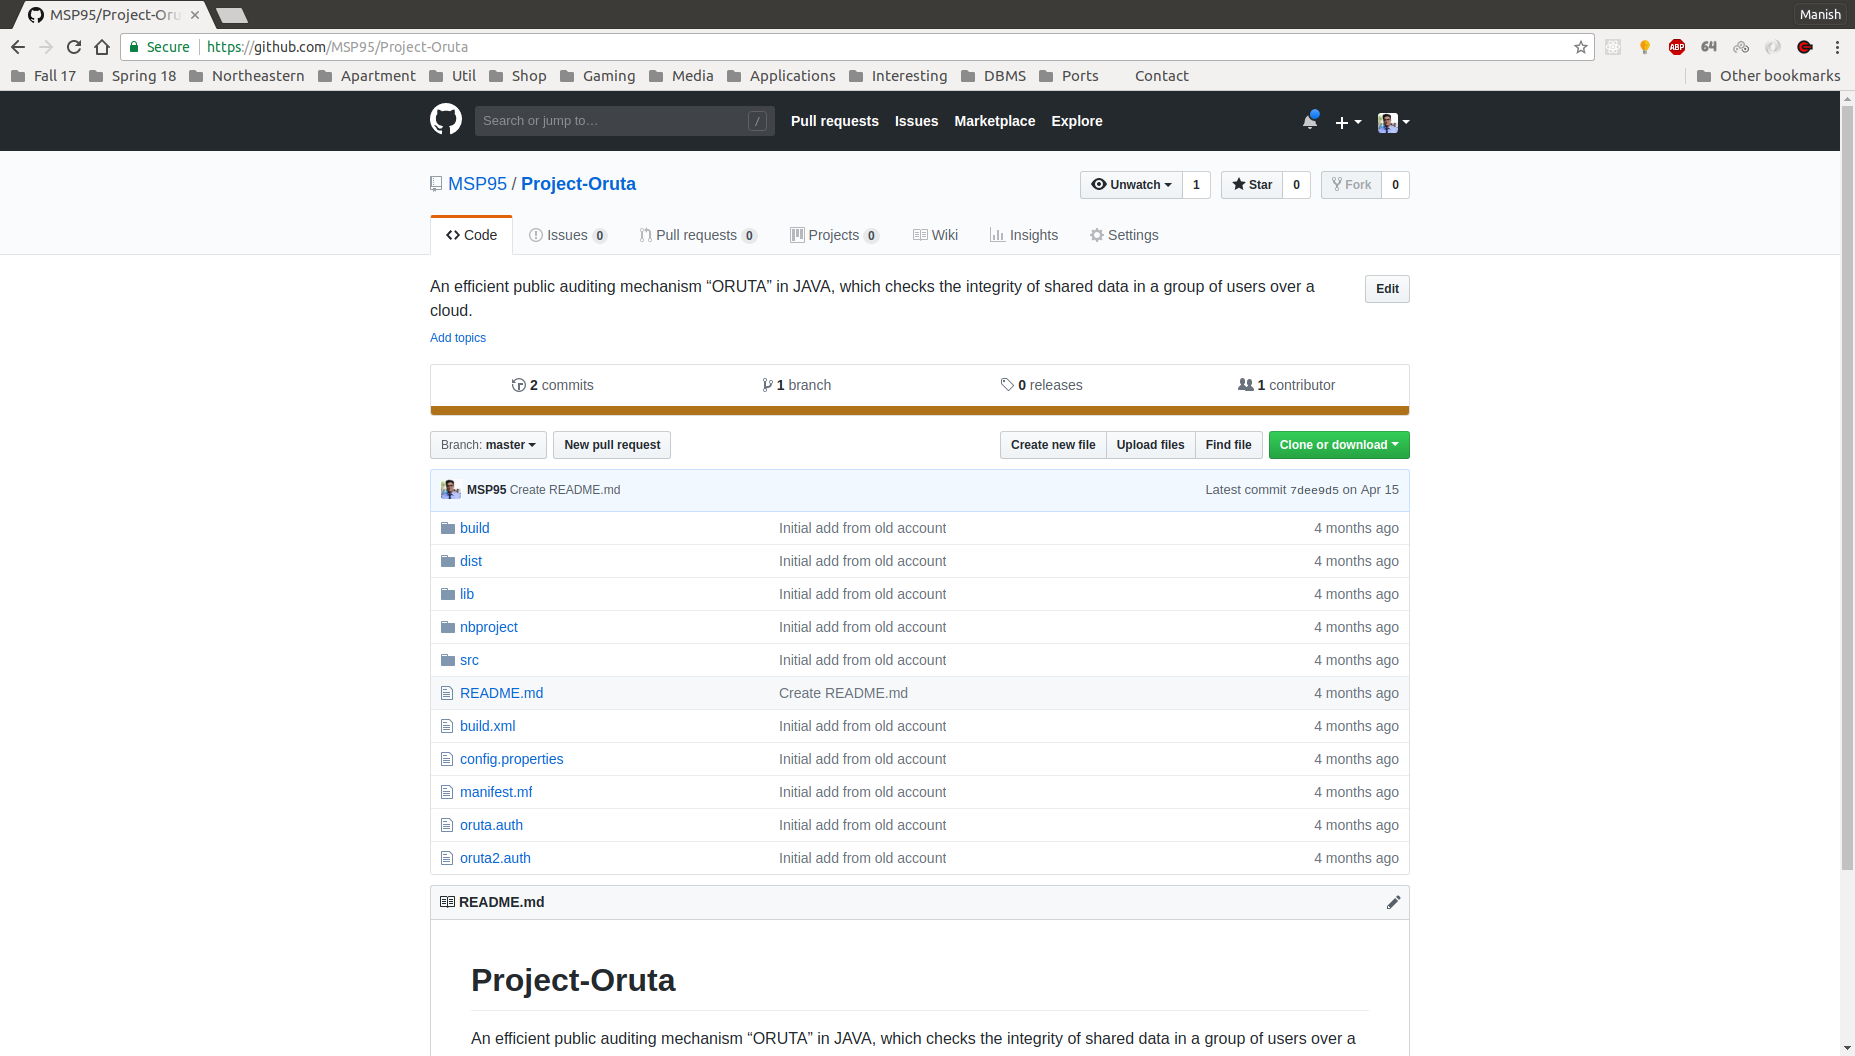 MSP95/Project-Oru
Manish
Secure https://github.com/MSP95/Project-Oruta
ABP 64
Fall 17 Spring 18 Northeastern Apartment Util Shop Gaming Media Applications Interesting DBMS Ports Contact Other bookmarks
Search or jump to… / Pull requests Issues Marketplace Explore
MSP95 / Project-Oruta Unwatch 1 Star 0 Fork 0
Code Issues 0 Pull requests 0 Projects 0 Wiki Insights Settings
An efficient public auditing mechanism “ORUTA” in JAVA, which checks the integrity of shared data in a group of users over a Edit
cloud.
Add topics
2 commits 1 branch 0 releases 1 contributor
Branch: master New pull request Create new file Upload files Find file Clone or download
MSP95 Create README.md Latest commit 7dee9d5 on Apr 15
build Initial add from old account 4 months ago
dist Initial add from old account 4 months ago
lib Initial add from old account 4 months ago
nbproject Initial add from old account 4 months ago
src Initial add from old account 4 months ago
README.md Create README.md 4 months ago
build.xml Initial add from old account 4 months ago
config.properties Initial add from old account 4 months ago
manifest.mf Initial add from old account 4 months ago
oruta.auth Initial add from old account 4 months ago
oruta2.auth Initial add from old account 4 months ago
README.md
Project-Oruta
An efficient public auditing mechanism “ORUTA” in JAVA, which checks the integrity of shared data in a group of users over a